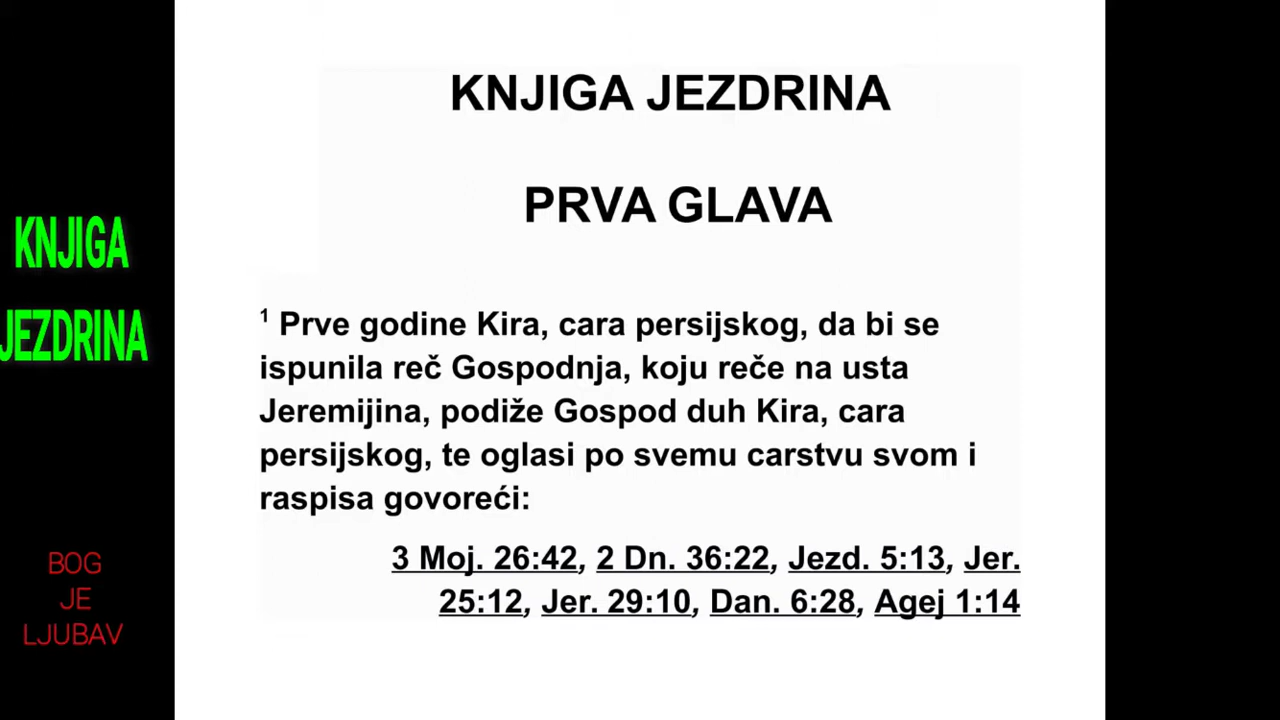 KNJIGA JEZDRINA
PRVA GLAVA
¹ Prve godine Kira, cara persijskog, da bi se
ispunila reč Gospodnja, koju reče na usta
Jeremijina, podiže Gospod duh Kira, cara
persijskog, te oglasi po svemu carstvu svom i
raspisa govoreći:
3 Moj. 26:42, 2 Dn. 36:22, Jezd. 5:13, Jer.
25:12, Jer. 29:10, Dan. 6:28, Agej 1:14
KNJIGA
JEZDRINA
BOG
JE
LJUBAV